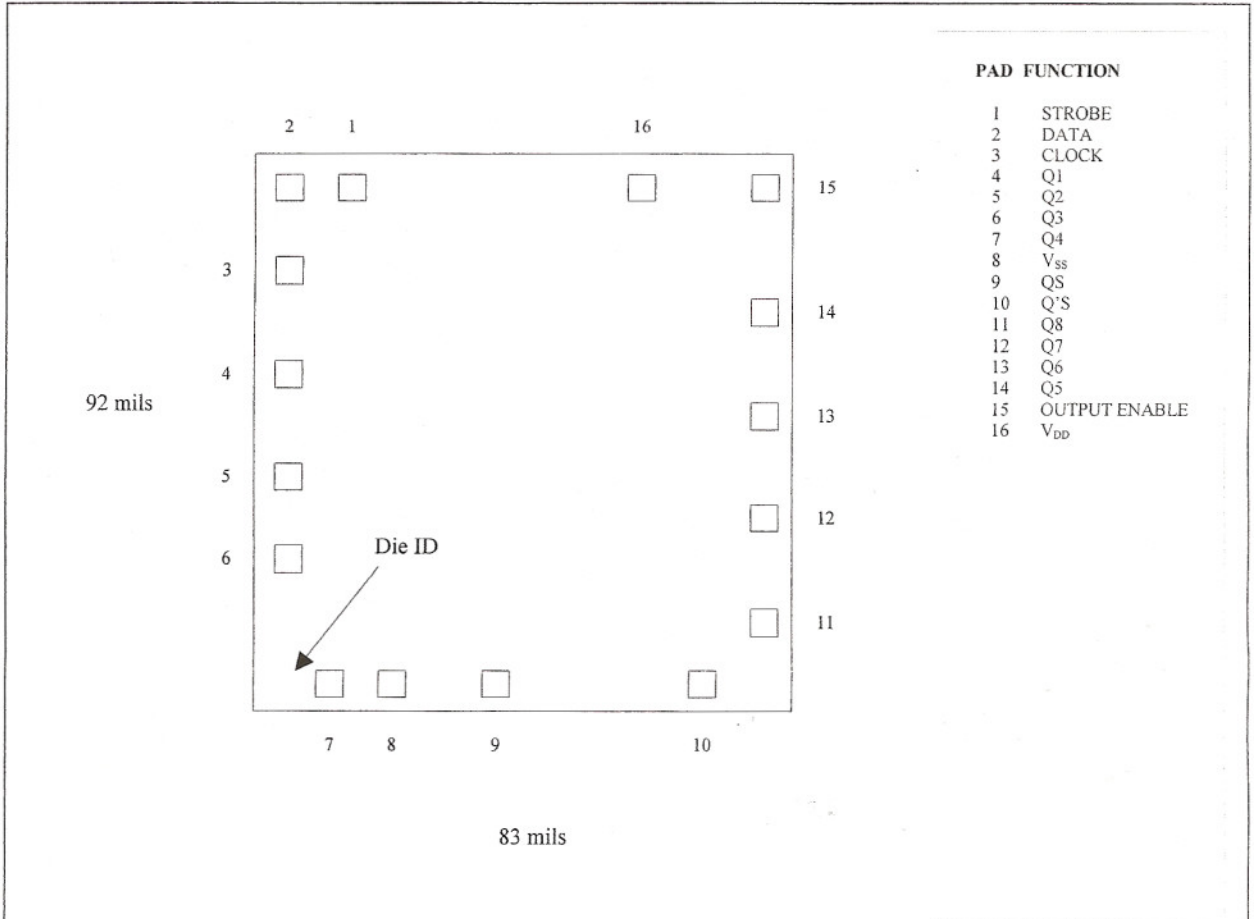 PAD FUNCTION
1 STROBE
2 DATA
3 CLOCK
4 Q1
5 Q2
6 Q3
7 Q4
8 VSS
9 QS
10 Q'S
11 Q8
12 Q7
13 Q6
14 Q5
15 OUTPUT ENABLE
16 VDD
2 1 16
15
3
14
4
92 mils
13
5
12
Die ID
6
11
7 8 9 10
83 mils